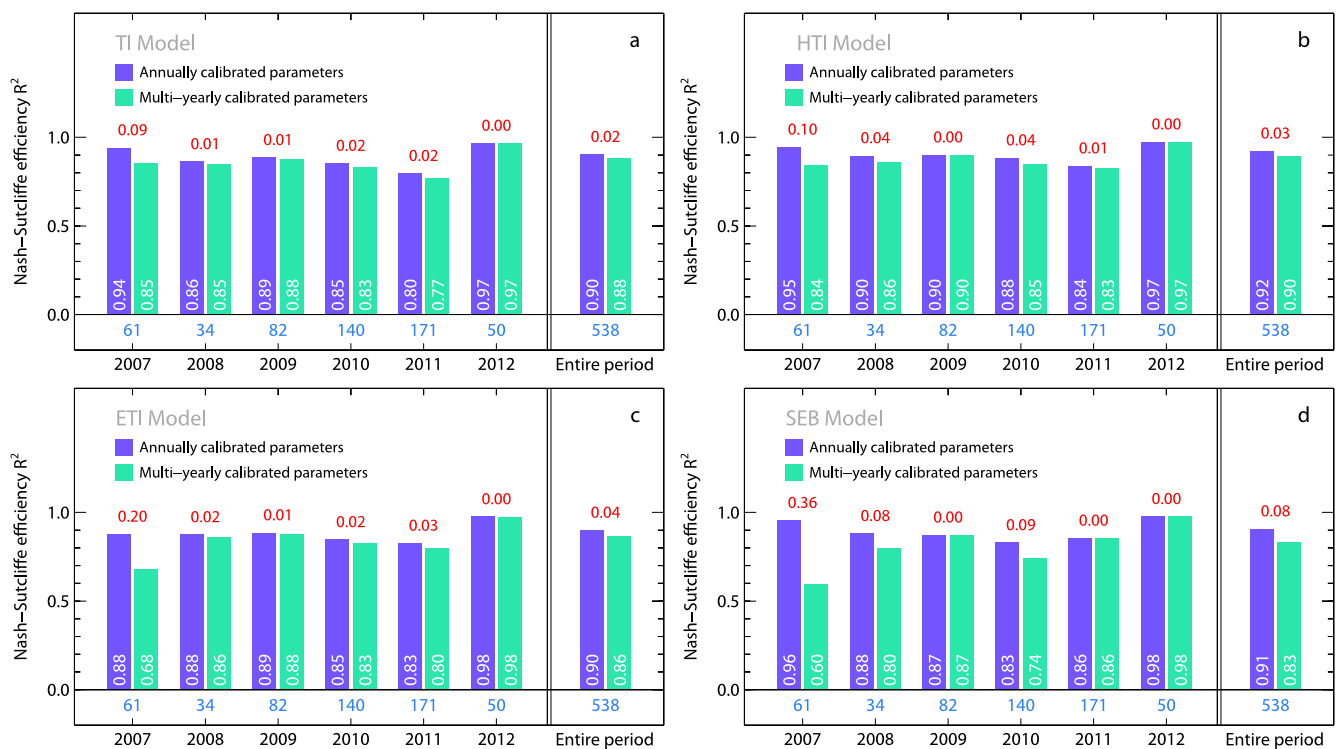 TI Model
a
Annually calibrated parameters
Multi−yearly calibrated parameters
Nash−Sutcliffe efficiency R²
1.0
0.5
0.0
0.09 0.01 0.01 0.02 0.02 0.00 0.02
0.94 0.85 0.86 0.85 0.89 0.88 0.85 0.83 0.80 0.77 0.97 0.97 0.90 0.88
61 34 82 140 171 50 538
2007 2008 2009 2010 2011 2012 Entire period
HTI Model
b
Annually calibrated parameters
Multi−yearly calibrated parameters
Nash−Sutcliffe efficiency R²
1.0
0.5
0.0
0.10 0.04 0.00 0.04 0.01 0.00 0.03
0.95 0.84 0.90 0.86 0.90 0.90 0.88 0.85 0.84 0.83 0.97 0.97 0.92 0.90
61 34 82 140 171 50 538
2007 2008 2009 2010 2011 2012 Entire period
ETI Model
c
Annually calibrated parameters
Multi−yearly calibrated parameters
Nash−Sutcliffe efficiency R²
1.0
0.5
0.0
0.20 0.02 0.01 0.02 0.03 0.00 0.04
0.88 0.68 0.88 0.86 0.89 0.88 0.85 0.83 0.83 0.80 0.98 0.98 0.90 0.86
61 34 82 140 171 50 538
2007 2008 2009 2010 2011 2012 Entire period
SEB Model
d
Annually calibrated parameters
Multi−yearly calibrated parameters
Nash−Sutcliffe efficiency R²
1.0
0.5
0.0
0.36 0.08 0.00 0.09 0.00 0.00 0.08
0.96 0.60 0.88 0.80 0.87 0.87 0.83 0.74 0.86 0.86 0.98 0.98 0.91 0.83
61 34 82 140 171 50 538
2007 2008 2009 2010 2011 2012 Entire period